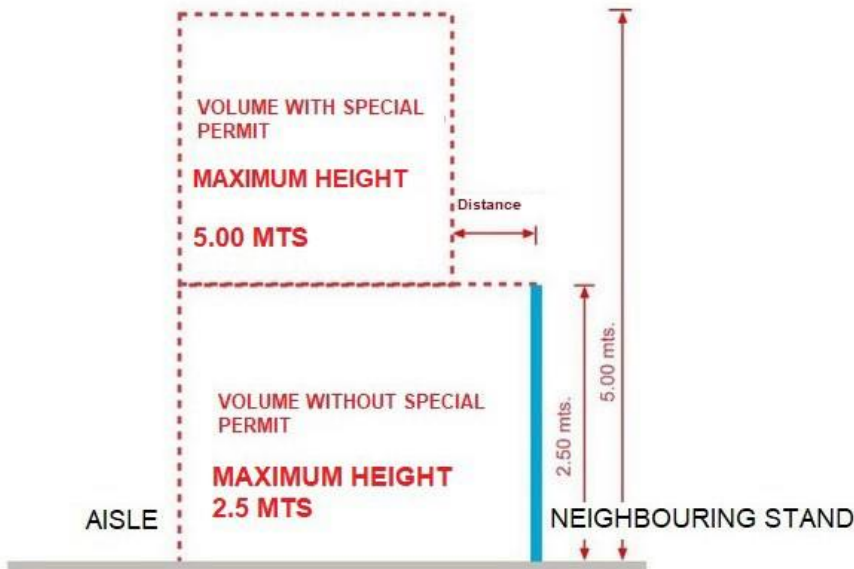 VOLUME WITH SPECIAL
PERMIT
MAXIMUM HEIGHT
5.00 MTS
Distance
5.00 mts.
2.50 mts.
VOLUME WITHOUT SPECIAL
PERMIT
MAXIMUM HEIGHT
2.5 MTS
AISLE
NEIGHBOURING STAND